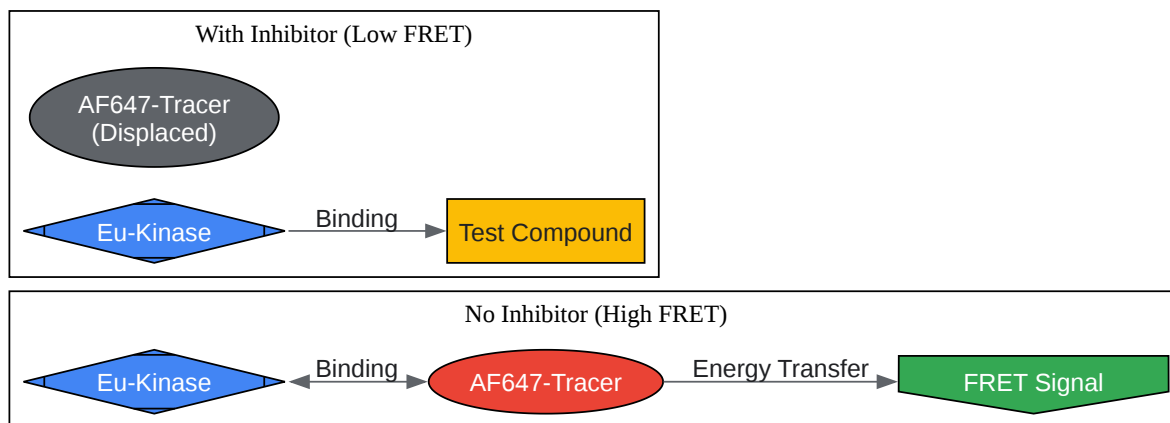 With Inhibitor (Low FRET)
AF647-Tracer
(Displaced)
Eu-Kinase
Binding
Test Compound
No Inhibitor (High FRET)
Eu-Kinase
Binding
AF647-Tracer
Energy Transfer
FRET Signal